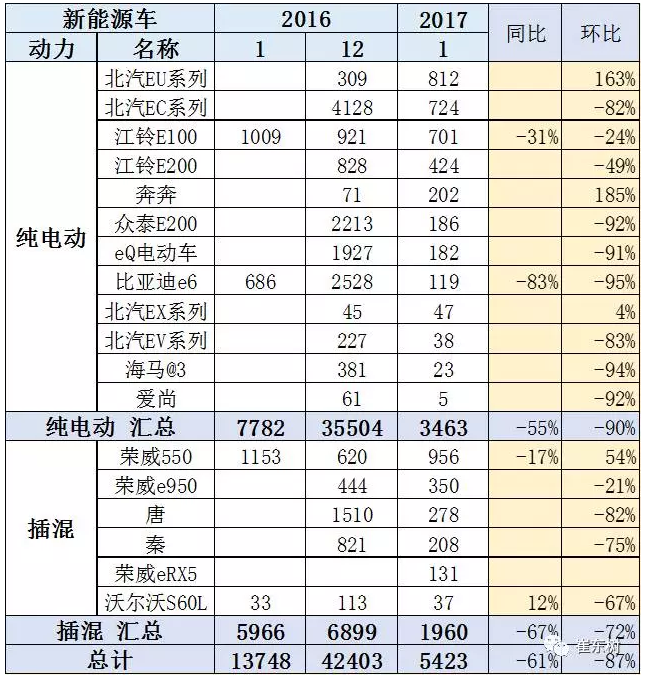 新能源车 2016 2017 同比 环比
动力 名称 1 12 1
北汽EU系列 309 812 163%
北汽EC系列 4128 724 -82%
江铃E100 1009 921 701 -31% -24%
江铃E200 828 424 -49%
奔奔 71 202 185%
众泰E200 2213 186 -92%
纯电动 eQ电动车 1927 182 -91%
比亚迪e6 686 2528 119 -83% -95%
北汽EX系列 45 47 4%
北汽EV系列 227 38 -83%
海马@3 381 23 -94%
爱尚 61 5 -92%
纯电动 汇总 7782 35504 3463 -55% -90%
荣威550 1153 620 956 -17% 54%
荣威e950 444 350 -21%
唐 1510 278 -82%
插混 秦 821 208 -75%
荣威eRX5 131
沃尔沃S60L 33 113 37 12% -67%
插混 汇总 5966 6899 1960 -67% -72%
总计 13748 42403 5423 -61% -87%
崔东树